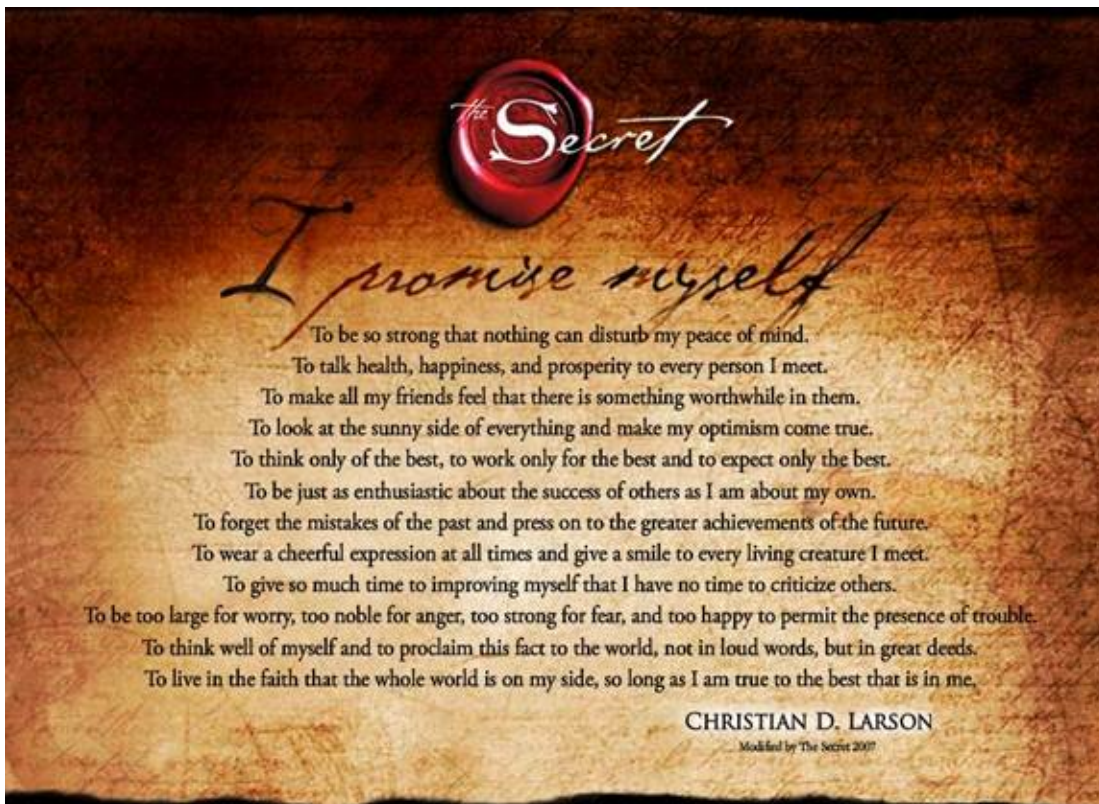 the Secret
I promise myself
To be so strong that nothing can disturb my peace of mind.
To talk health, happiness, and prosperity to every person I meet.
To make all my friends feel that there is something worthwhile in them.
To look at the sunny side of everything and make my optimism come true.
To think only of the best, to work only for the best and to expect only the best.
To be just as enthusiastic about the success of others as I am about my own.
To forget the mistakes of the past and press on to the greater achievements of the future.
To wear a cheerful expression at all times and give a smile to every living creature I meet.
To give so much time to improving myself that I have no time to criticize others.
To be too large for worry, too noble for anger, too strong for fear, and too happy to permit the presence of trouble.
To think well of myself and to proclaim this fact to the world, not in loud words, but in great deeds.
To live in the faith that the whole world is on my side, so long as I am true to the best that is in me,
CHRISTIAN D. LARSON
Modified by The Secret 2007